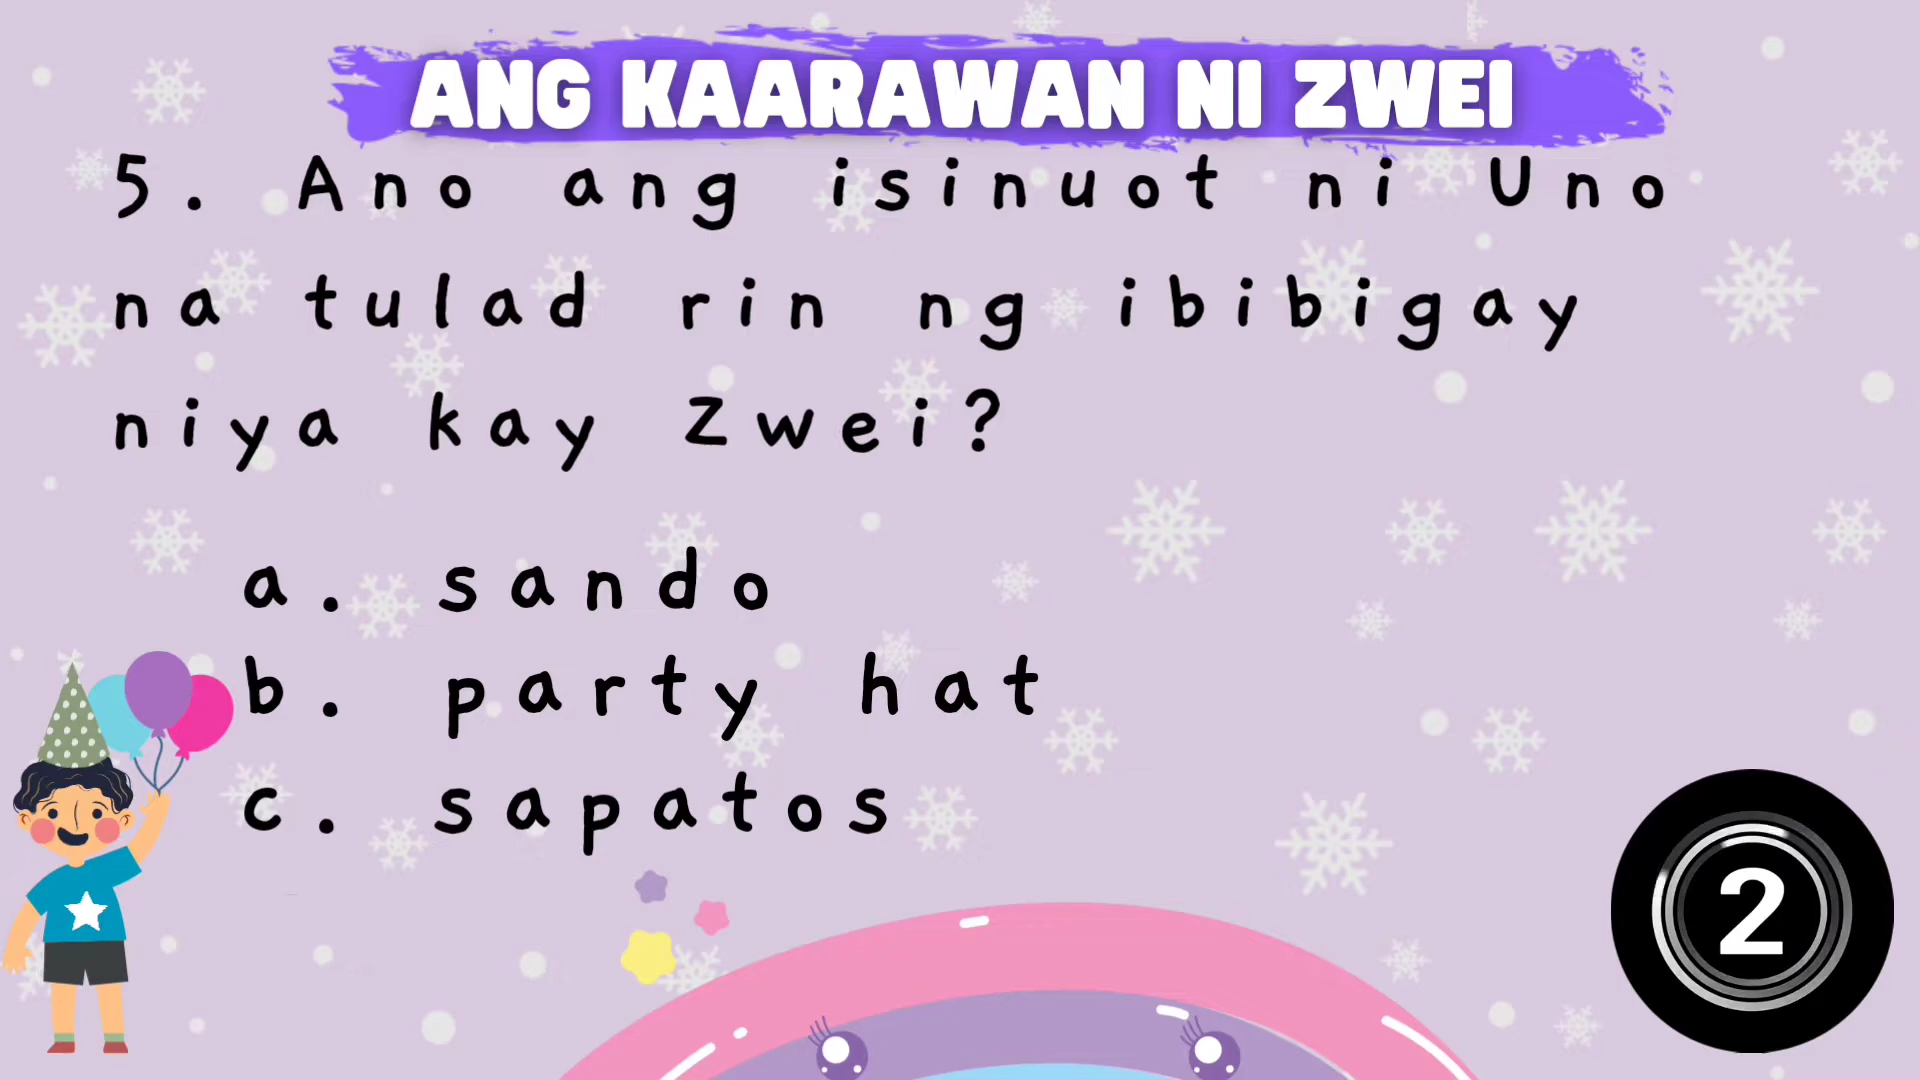 ANG KAARAWAN NI ZWEI
5. Ano ang isinuot ni Uno
na tulad rin ng ibibigay
niya kay Zwei?
a. sando
b. party hat
c. sapatos
2